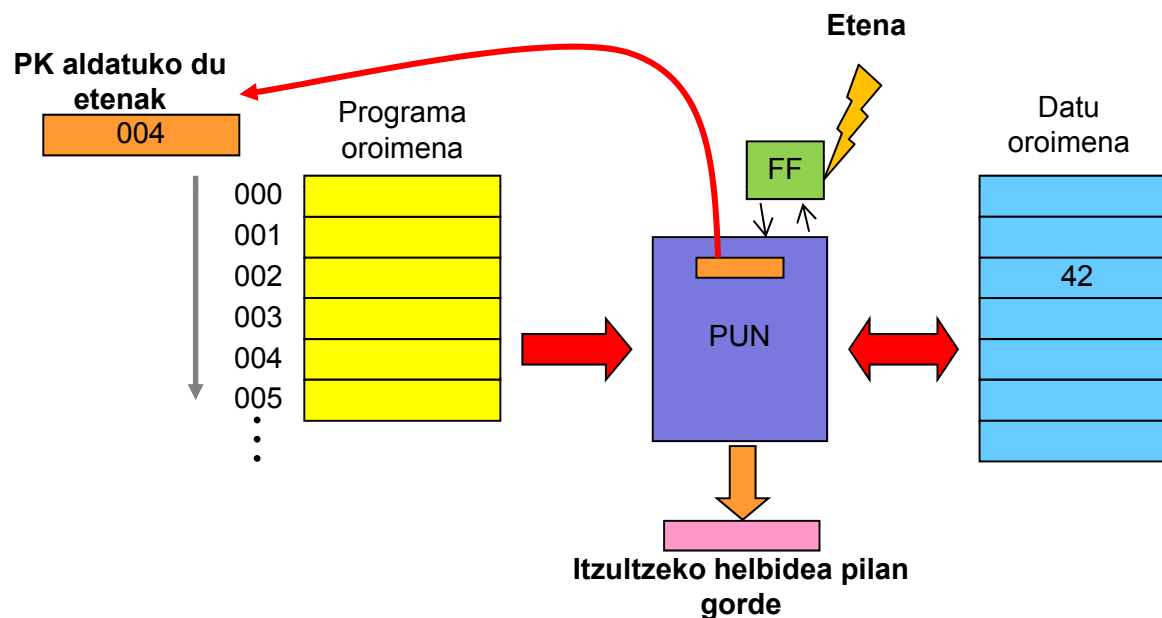 Etena
PK aldatuko du
etenak
004
Programa
oroimena
Datu
oroimena
FF
000
001
002
003
004
005
42
PUN
Itzultzeko helbidea pilan
gorde